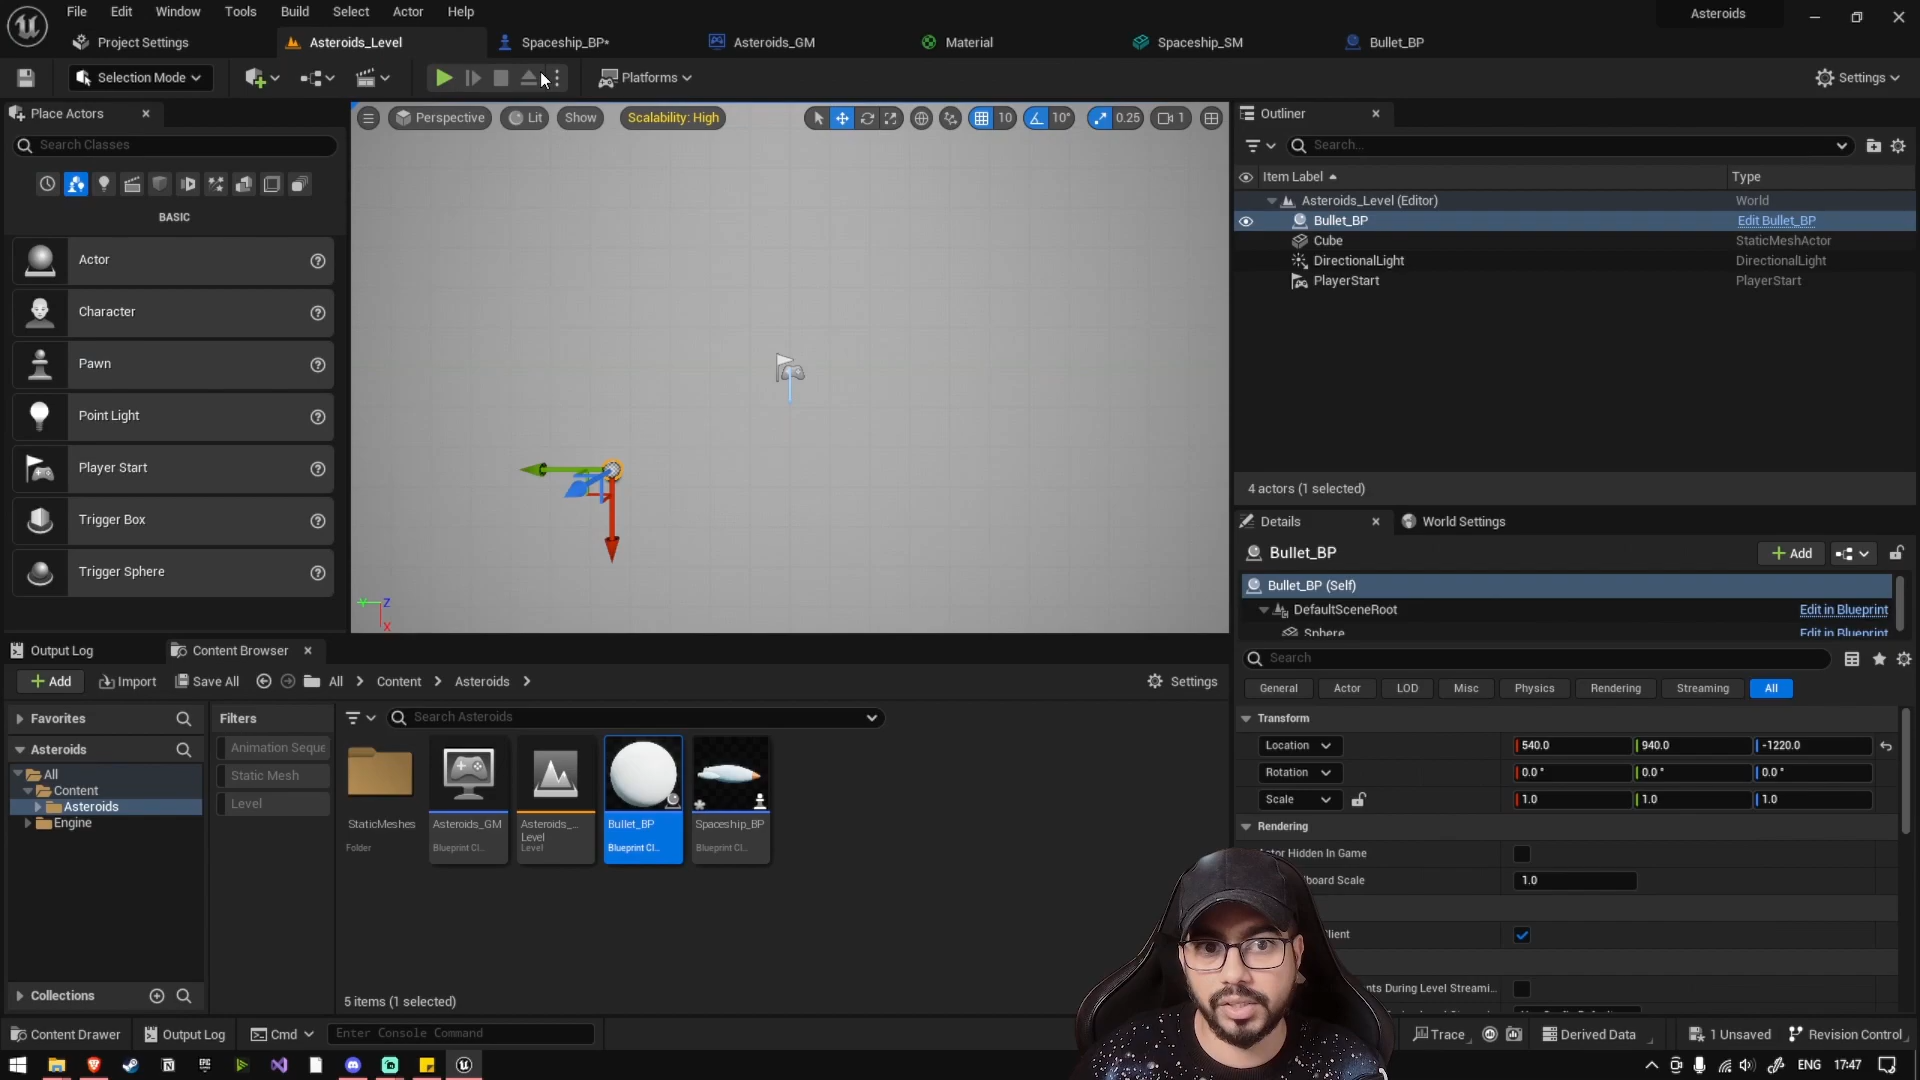 File Edit Window Tools Build Select Actor Help
Asteroids
Project Settings
Asteroids_Level
Spaceship_BP*
Asteroids_GM
Material
Spaceship_SM
Bullet_BP
Selection Mode
Platforms
Settings
Place Actors
Search Classes
BASIC
Actor
Character
Pawn
Point Light
Player Start
Trigger Box
Trigger Sphere
Perspective
Lit
Show
Scalability: High
10
10°
0.25
1
Y Z
X
Outliner
Search...
Item Label
Type
Asteroids_Level (Editor) World
Bullet_BP Edit Bullet_BP
Cube StaticMeshActor
DirectionalLight DirectionalLight
PlayerStart PlayerStart
4 actors (1 selected)
Details
World Settings
Bullet_BP
Add
Bullet_BP (Self)
DefaultSceneRoot Edit in Blueprint
Sphere Edit in Blueprint
Search
General Actor LOD Misc Physics Rendering Streaming All
Transform
Location 540.0 940.0 -1220.0
Rotation 0.0 ° 0.0 ° 0.0 °
Scale 1.0 1.0 1.0
Rendering
Actor Hidden In Game
board Scale 1.0
lient
nts During Level Streami...
Output Log
Content Browser
Add
Import
Save All
All > Content > Asteroids >
Settings
Favorites
Asteroids
All
Content
Asteroids
Engine
Collections
Filters
Animation Seque
Static Mesh
Level
Search Asteroids
StaticMeshes
Folder
Asteroids_GM
Blueprint Cl...
Asteroids_...
Level
Level
Bullet_BP
Blueprint Cl...
Spaceship_BP
Blueprint Cl...
5 items (1 selected)
Content Drawer
Output Log
Cmd
Enter Console Command
Trace
Derived Data
1 Unsaved
Revision Control
ENG
17:47